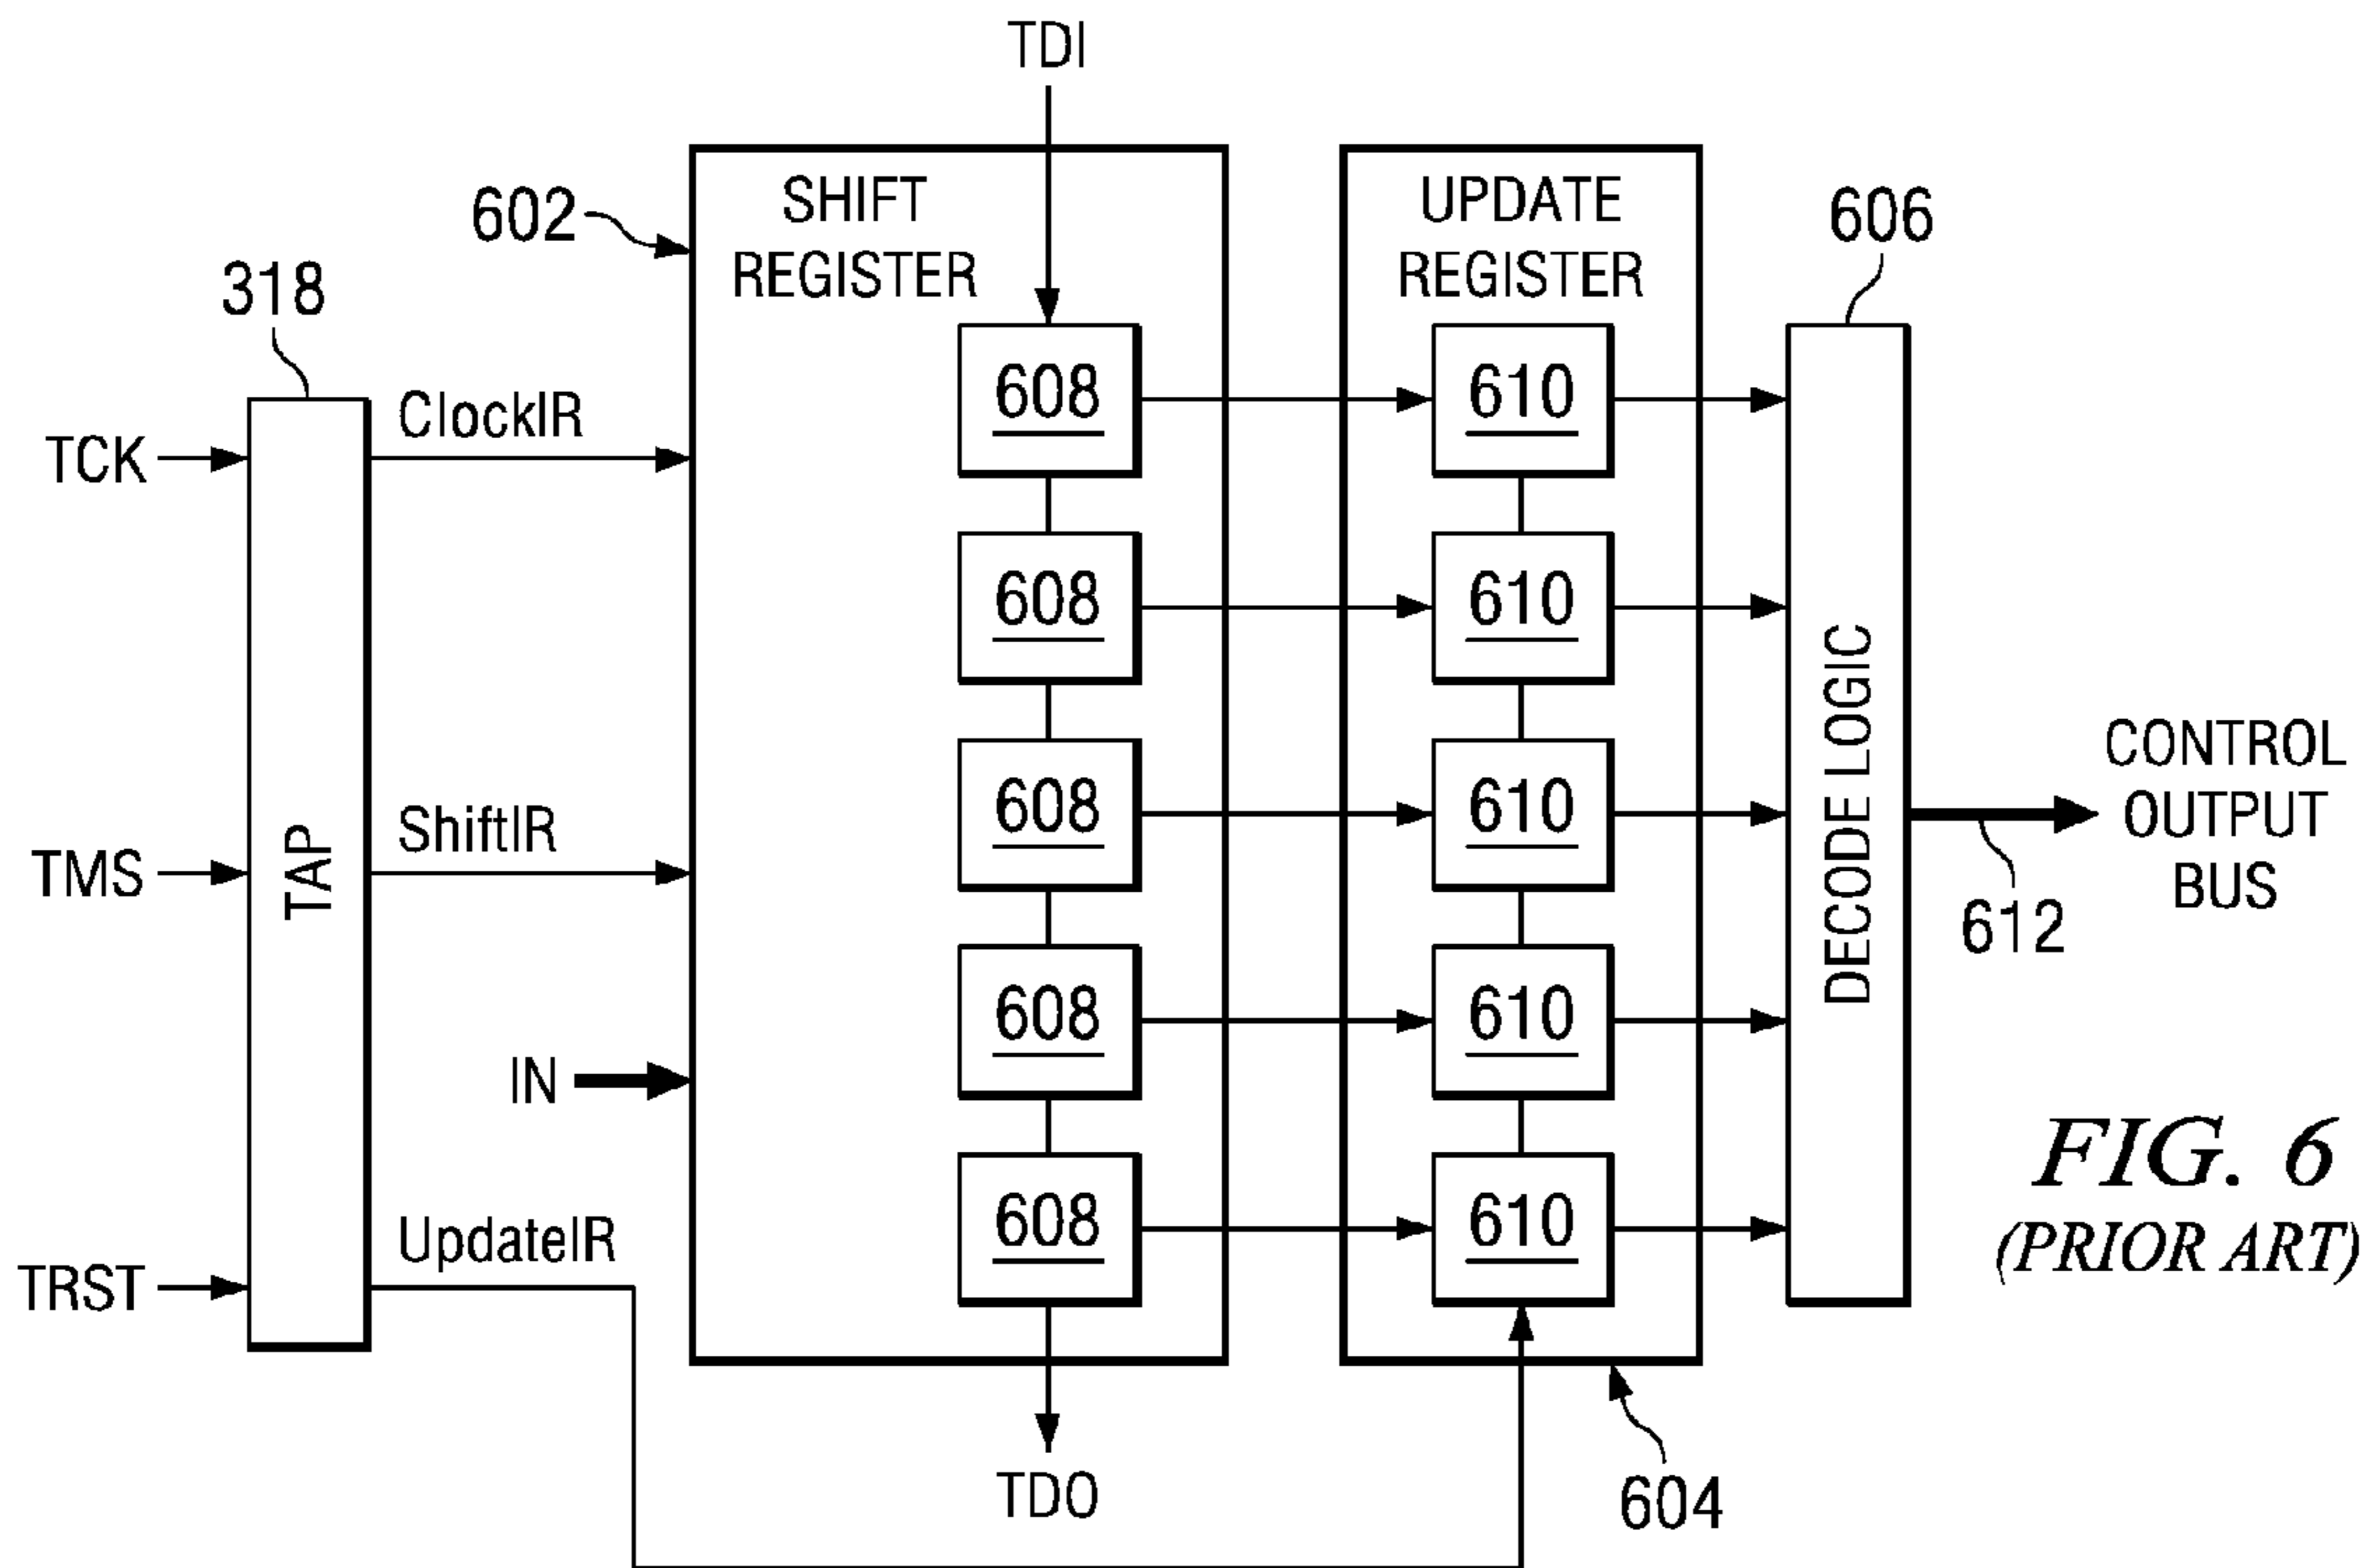 TDI
SHIFT
REGISTER
UPDATE
REGISTER
602
606
318
TCK
ClockIR
TMS
ShiftIR
TAP
IN
TRST
UpdateIR
608
610
608
610
608
610
608
610
608
610
DECODE LOGIC
CONTROL
OUTPUT
BUS
612
TDO
604
FIG. 6
(PRIOR ART)